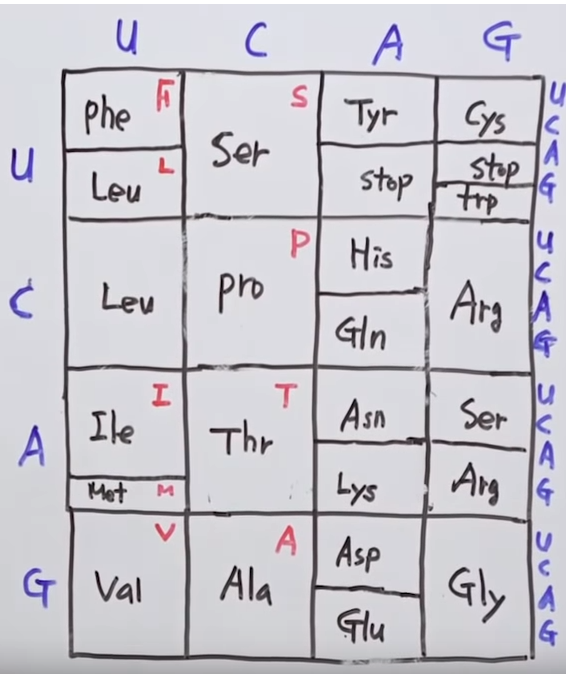 U C A G
Phe F Ser S Tyr Cys U
C
U Leu L stop stop A
trp G
Leu Pro P His Arg U
C
C Gln A
G
Ile I Thr T Asn Ser U
C
A Lys Arg A
Met M G
Val V Ala A Asp Gly U
C
G Glu A
G